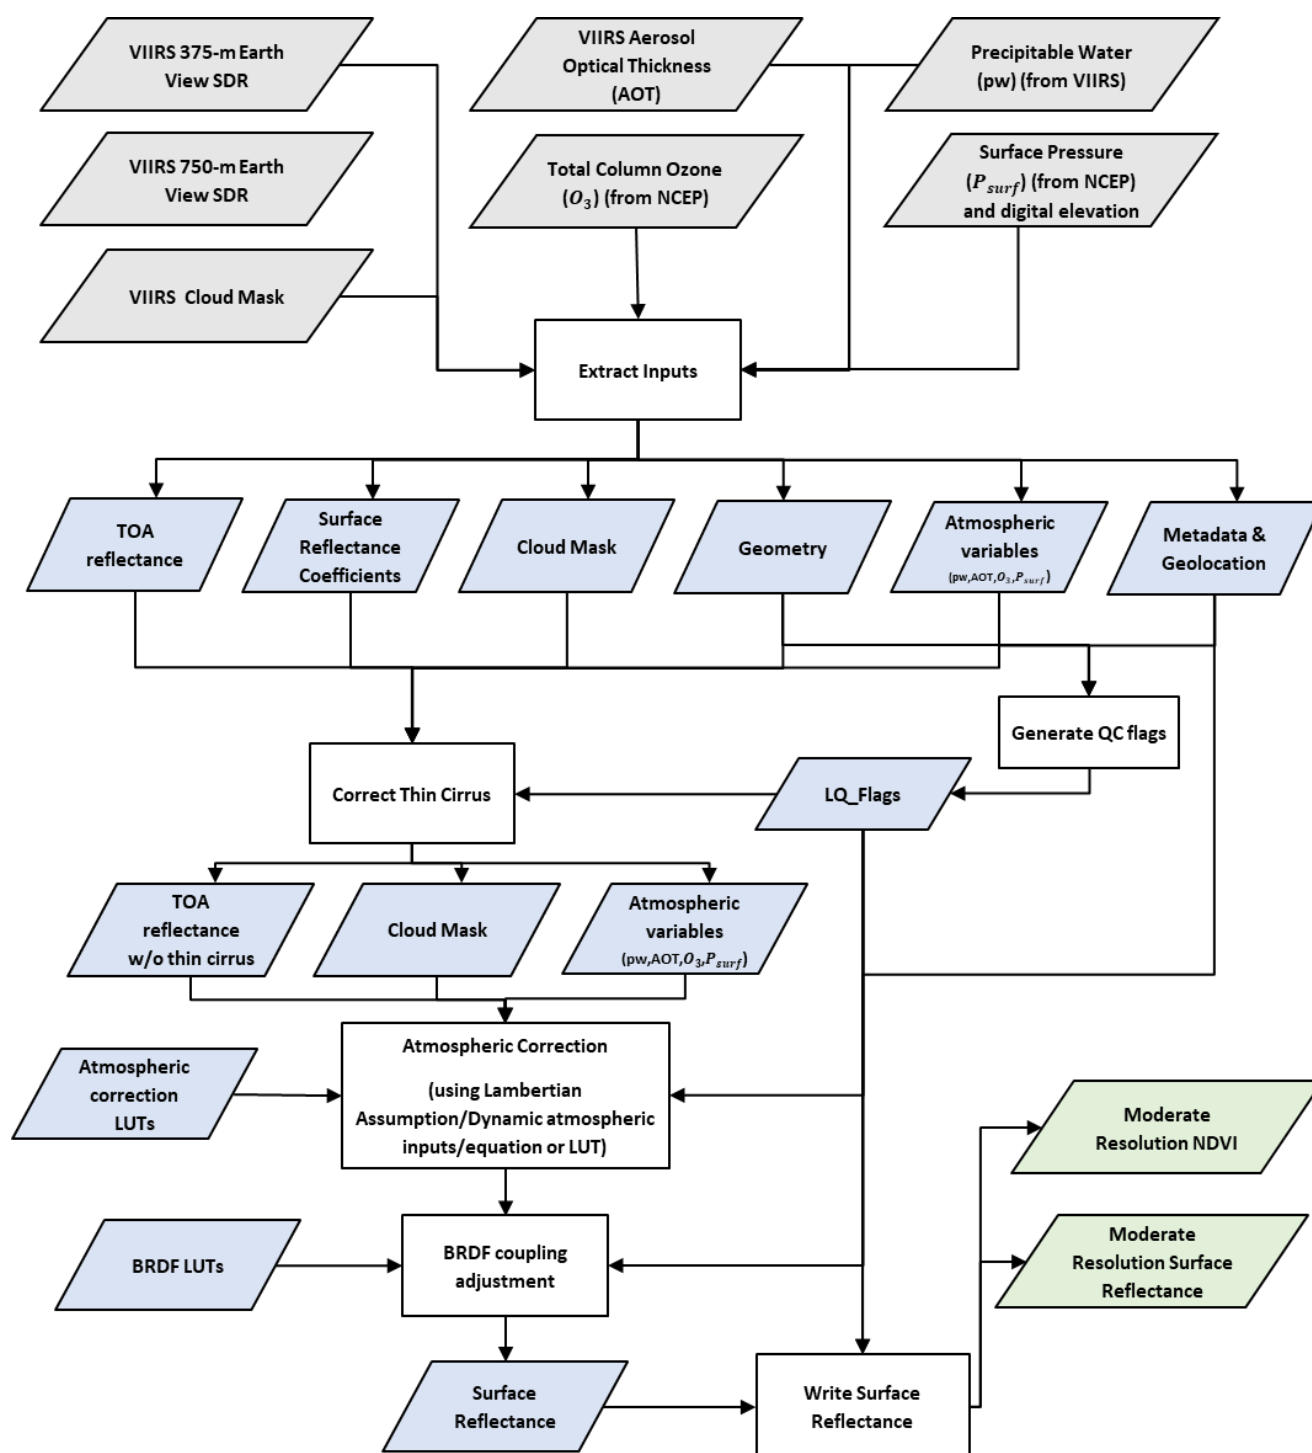 VIIRS 375-m Earth
View SDR
VIIRS Aerosol
Optical Thickness
(AOT)
Precipitable Water
(pw) (from VIIRS)
VIIRS 750-m Earth
View SDR
Total Column Ozone
(O₃) (from NCEP)
Surface Pressure
(P_surf) (from NCEP)
and digital elevation
VIIRS Cloud Mask
Extract Inputs
TOA
reflectance
Surface
Reflectance
Coefficients
Cloud Mask
Geometry
Atmospheric
variables
(pw,AOT,O₃,P_surf)
Metadata &
Geolocation
Generate QC flags
Correct Thin Cirrus
LQ_Flags
TOA
reflectance
w/o thin cirrus
Cloud Mask
Atmospheric
variables
(pw,AOT,O₃,P_surf)
Atmospheric
correction
LUTs
Atmospheric Correction
(using Lambertian
Assumption/Dynamic atmospheric
inputs/equation or LUT)
Moderate
Resolution NDVI
BRDF LUTs
BRDF coupling
adjustment
Moderate
Resolution Surface
Reflectance
Surface
Reflectance
Write Surface
Reflectance